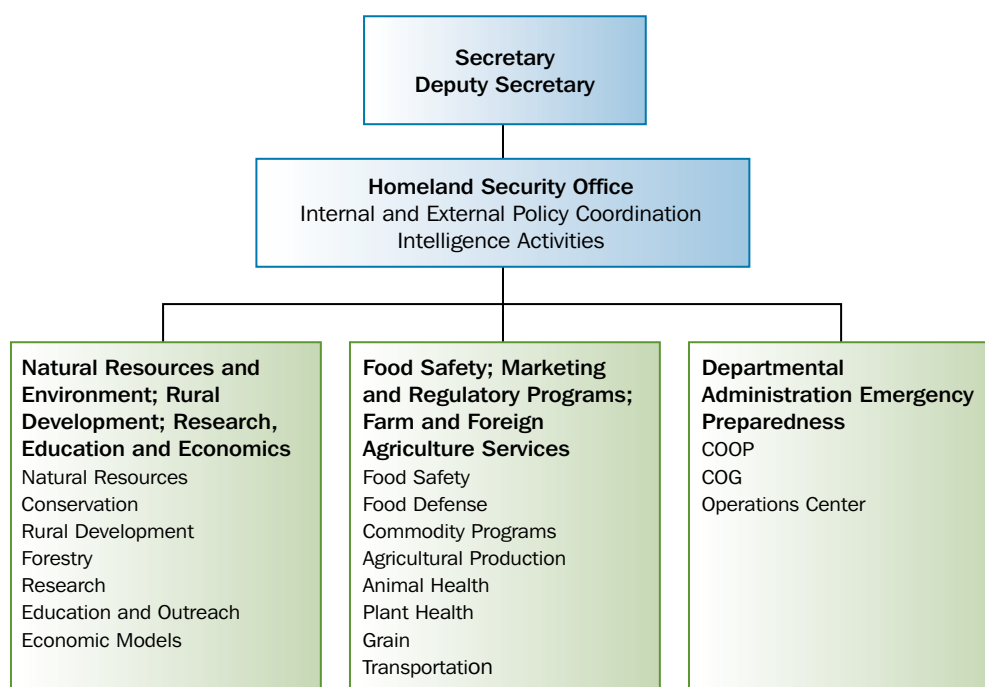 Secretary
Deputy Secretary
Homeland Security Office
Internal and External Policy Coordination
Intelligence Activities
Natural Resources and
Environment; Rural
Development; Research,
Education and Economics
Natural Resources
Conservation
Rural Development
Forestry
Research
Education and Outreach
Economic Models
Food Safety; Marketing
and Regulatory Programs;
Farm and Foreign
Agriculture Services
Food Safety
Food Defense
Commodity Programs
Agricultural Production
Animal Health
Plant Health
Grain
Transportation
Departmental
Administration Emergency
Preparedness
COOP
COG
Operations Center